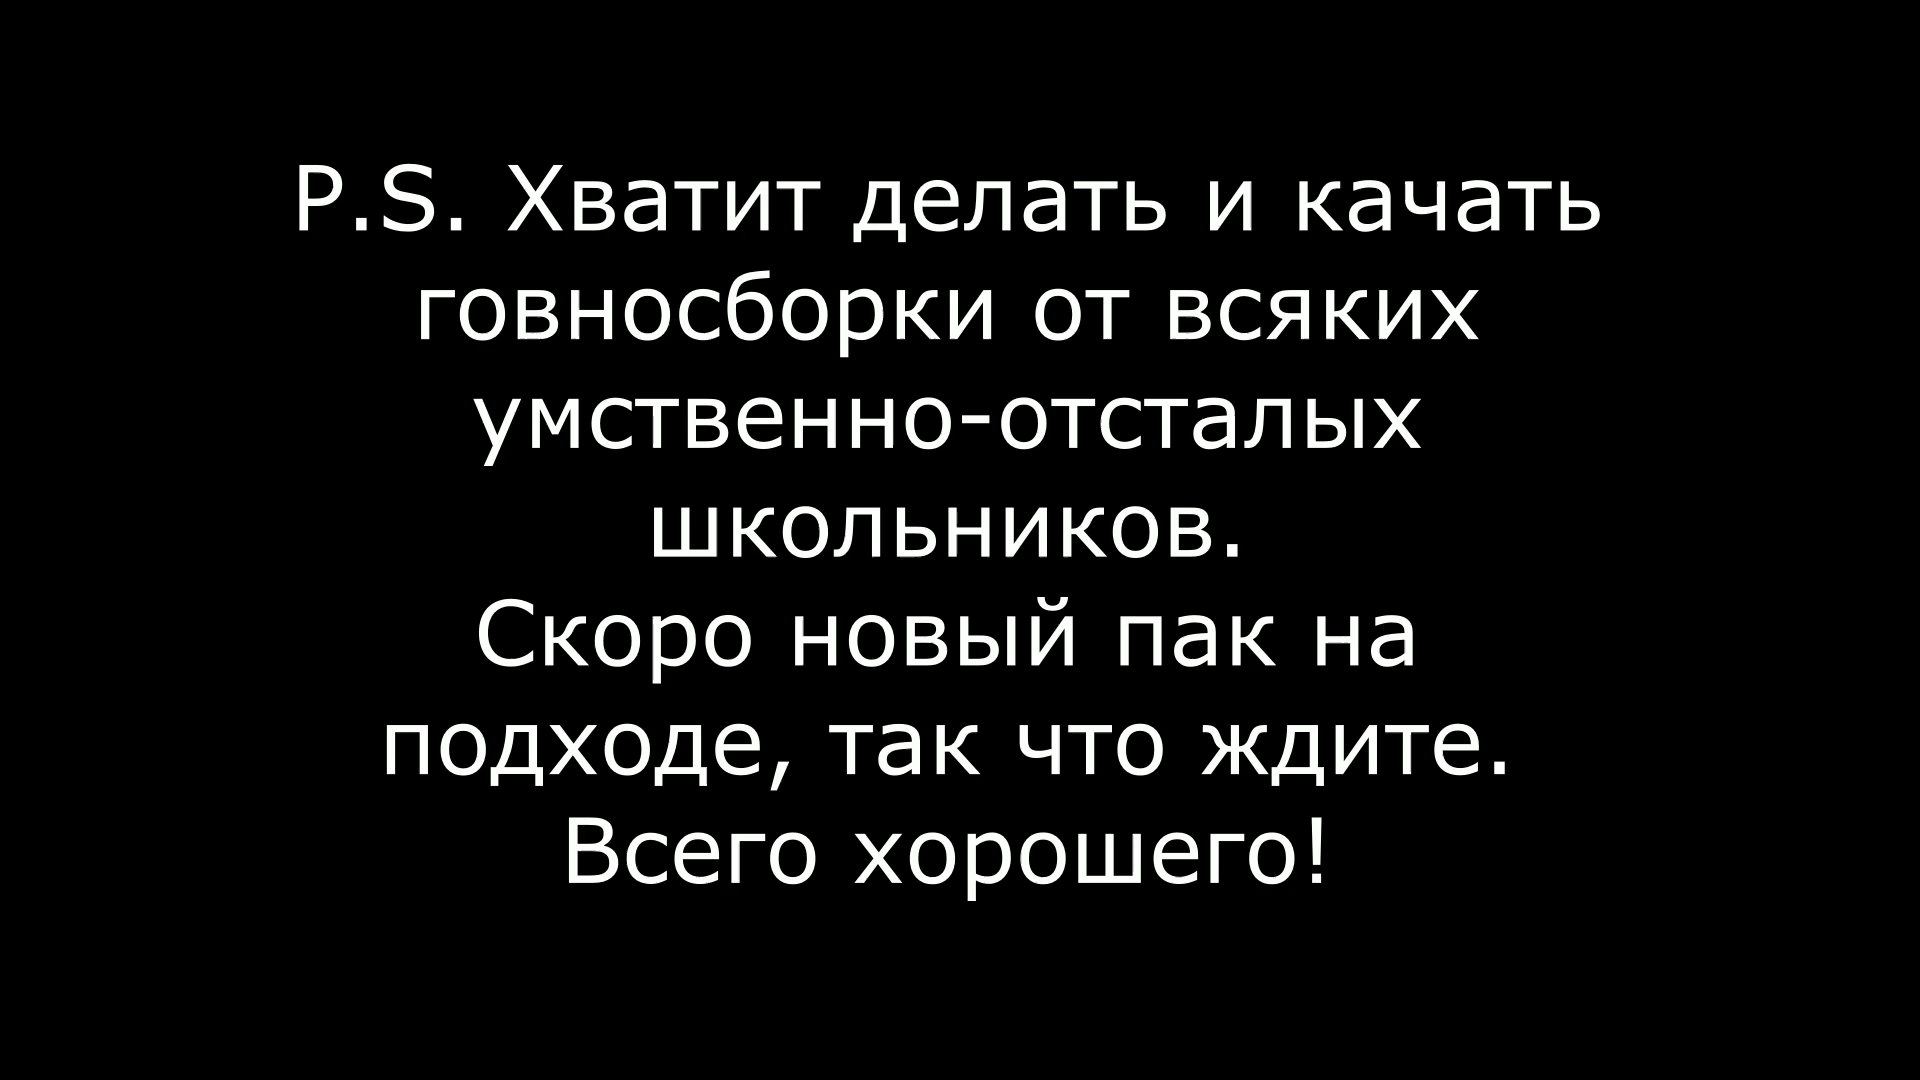 P.S. Хватит делать и качать
говносборки от всяких
умственно-отсталых
школьников.
Скоро новый пак на
подходе, так что ждите.
Всего хорошего!